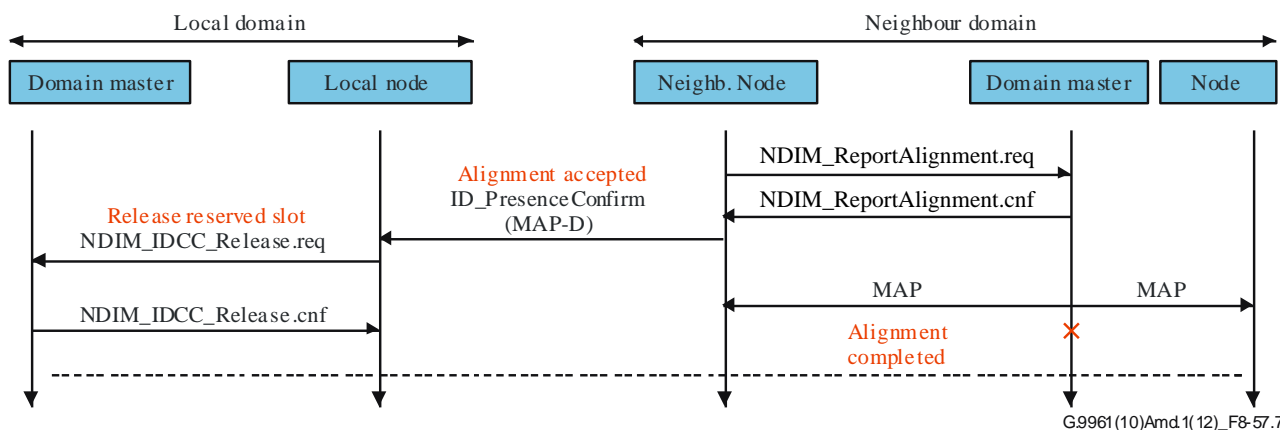 Local domain
Neighbour domain
Domain master
Local node
Neighb. Node
Domain master
Node
NDIM_ReportAlignment.req
Alignment accepted
ID_PresenceConfirm
(MAP-D)
NDIM_ReportAlignment.cnf
Release reserved slot
NDIM_IDCC_Release.req
MAP
MAP
NDIM_IDCC_Release.cnf
Alignment
completed
G9961(10)Amd.1(12)_F8-57.7